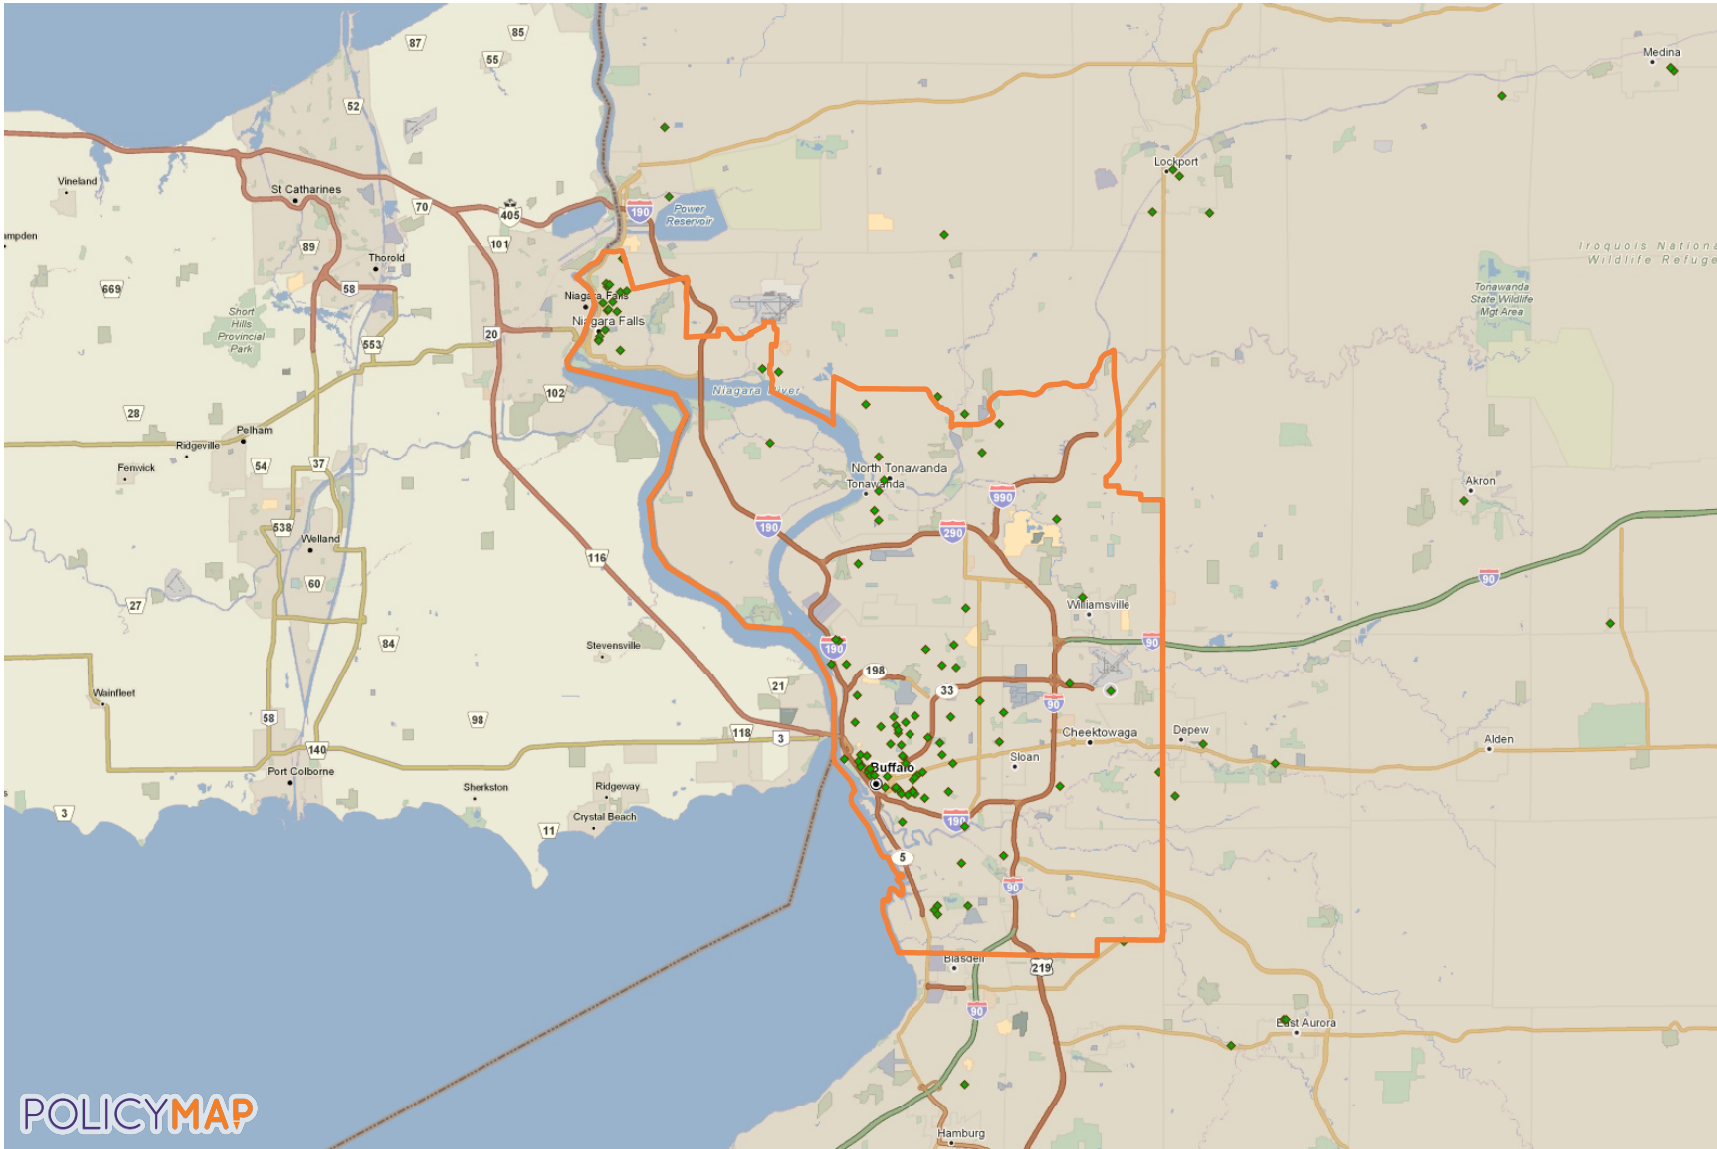 87
85
55
Medina
52
Lockport
Vineland
St Catharines
70
405
190
Power
Reservoir
ampden
89
101
Iroquois Nationa
Wildlife Refuge
Thorold
669
58
Niagara Falls
Tonawanda
State Wildlife
Mgt Area
Short
Hills
Provincial
Park
Niagara Falls
20
553
Niagara River
102
28
Pelham
Ridgeville
54
37
Fenwick
North Tonawanda
Tonawanda
990
Akron
538
190
290
Welland
116
60
90
27
Williamsville
84
Stevensville
190
90
198
21
33
Wainfleet
58
98
90
118
3
Cheektowaga
Depew
140
Alden
Sloan
Port Colborne
Buffalo
Sherkston
Ridgeway
3
s
Crystal Beach
11
190
5
90
Blasdell
219
90
East Aurora
POLICYMAP
Hamburg